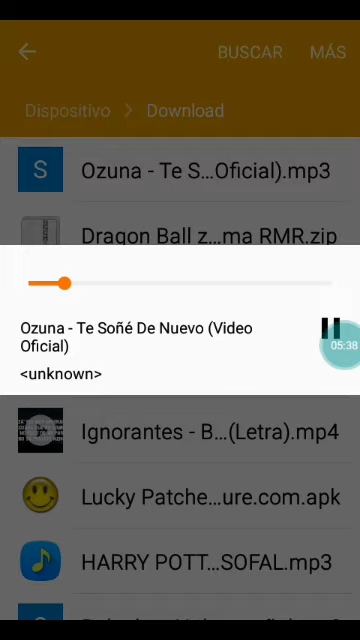 BUSCAR MÁS
Dispositivo > Download
S
Ozuna - Te S...Oficial).mp3
Dragon Ball z...ma RMR.zip
Ozuna - Te Soñé De Nuevo (Video
Oficial)
05:38
<unknown>
Ignorantes - B...(Letra).mp4
Lucky Patche...ure.com.apk
HARRY POTT...SOFAL.mp3